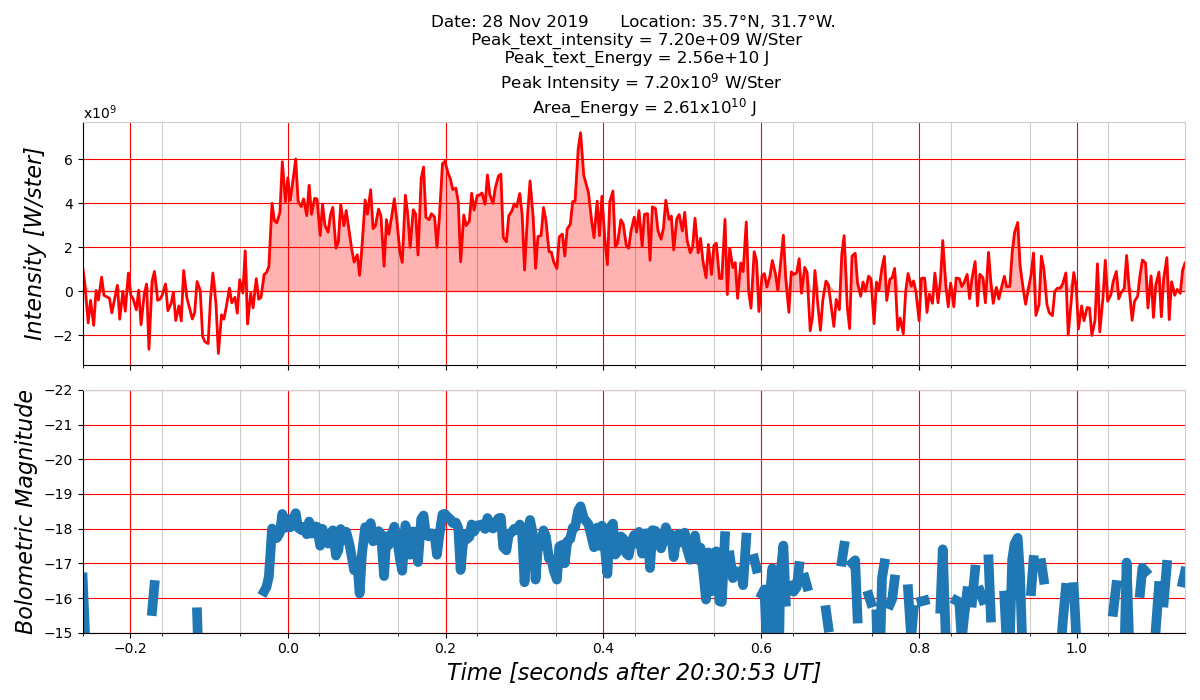 Date: 28 Nov 2019      Location: 35.7°N, 31.7°W.
Peak_text_intensity = 7.20e+09 W/Ster
Peak_text_Energy = 2.56e+10 J
Peak Intensity = 7.20x10⁹ W/Ster
Area_Energy = 2.61x10¹⁰ J
x10⁹
Intensity [W/ster]
6
4
2
0
−2
Bolometric Magnitude
−22
−21
−20
−19
−18
−17
−16
−15
−0.2 0.0 0.2 0.4 0.6 0.8 1.0
Time [seconds after 20:30:53 UT]